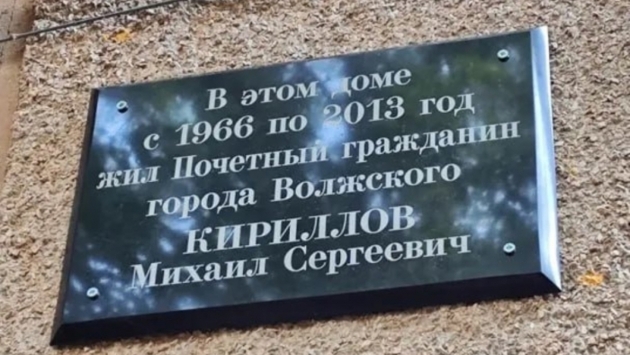 В этом доме
с 1966 по 2013 год
жил Почетный гражданин
города Волжского
КИРИЛЛОВ
Михаил Сергеевич